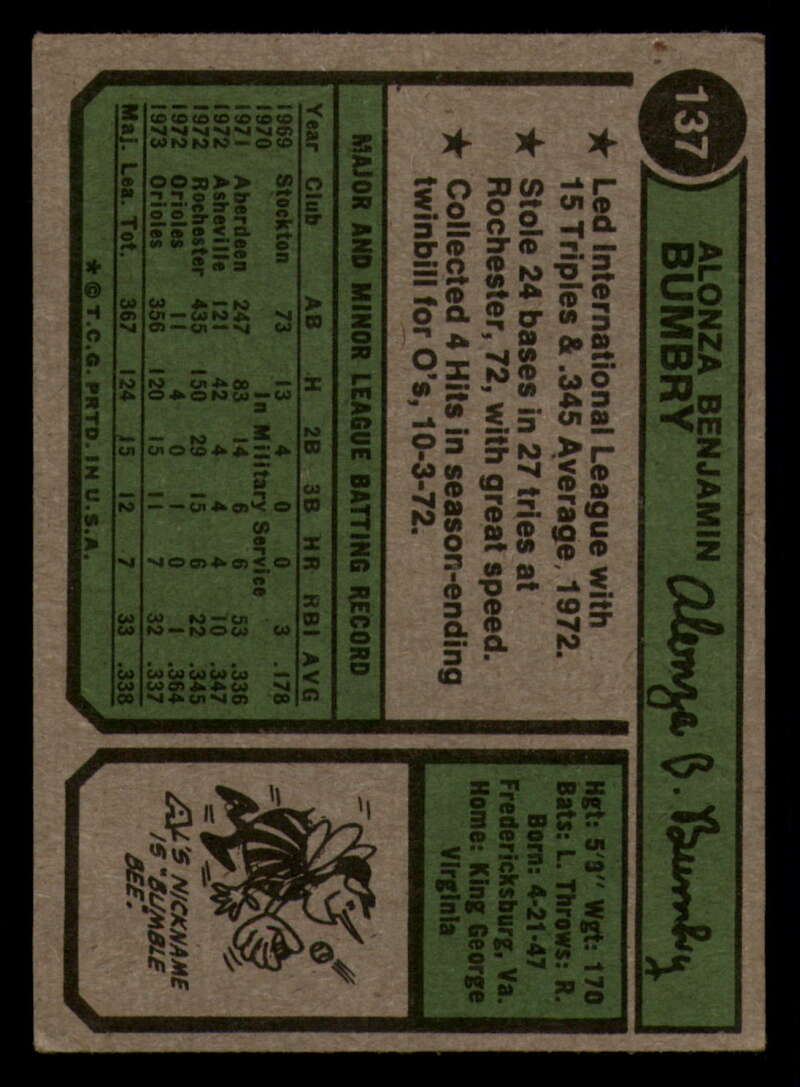 137
ALONZA BENJAMIN
BUMBRY
Alonza B. Bumbry
★ Led International League with
15 Triples & .345 Average, 1972.
★ Stole 24 bases in 27 tries at
Rochester, 72, with great speed.
★ Collected 4 Hits in season-ending
twinbill for O's, 10-3-72.
Hgt: 5'8" Wgt: 170
Bats: L. Throws: R.
Born: 4-21-47
Fredericksburg, Va.
Home: King George
Virginia
MAJOR AND MINOR LEAGUE BATTING RECORD
Year Club AB H 2B 3B HR RBI AVG
1969 Stockton 73 13 4 0 0 3 .178
1970 In Military Service
1971 Aberdeen 247 83 14 6 6 53 .336
1972 Asheville 121 42 4 4 4 10 .347
1972 Rochester 435 150 29 15 6 22 .345
1972 Orioles 11 4 0 1 0 1 .364
1973 Orioles 356 120 15 11 7 32 .337
Maj. Lea. Tot. 367 124 15 12 7 33 .338
* © T.C.G. PRTD. IN U.S.A.
AL'S NICKNAME
IS "BUMBLE
BEE".